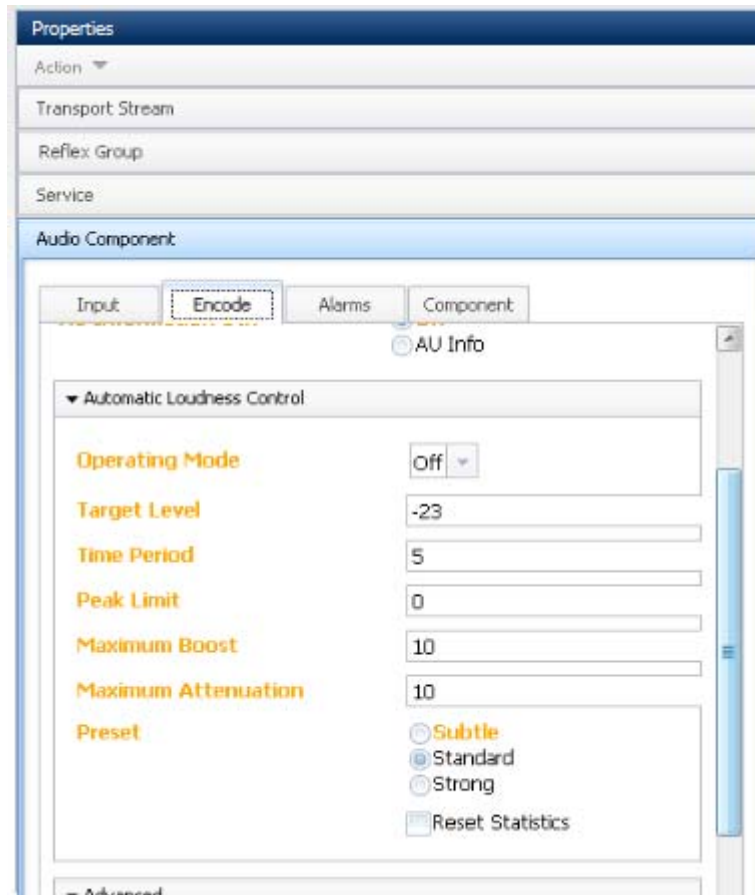 Properties
Action
Transport Stream
Reflex Group
Service
Audio Component
Input Encode Alarms Component
AU Info
Automatic Loudness Control
Operating Mode Off
Target Level -23
Time Period 5
Peak Limit 0
Maximum Boost 10
Maximum Attenuation 10
Preset Subtle
Standard
Strong
Reset Statistics
Advanced